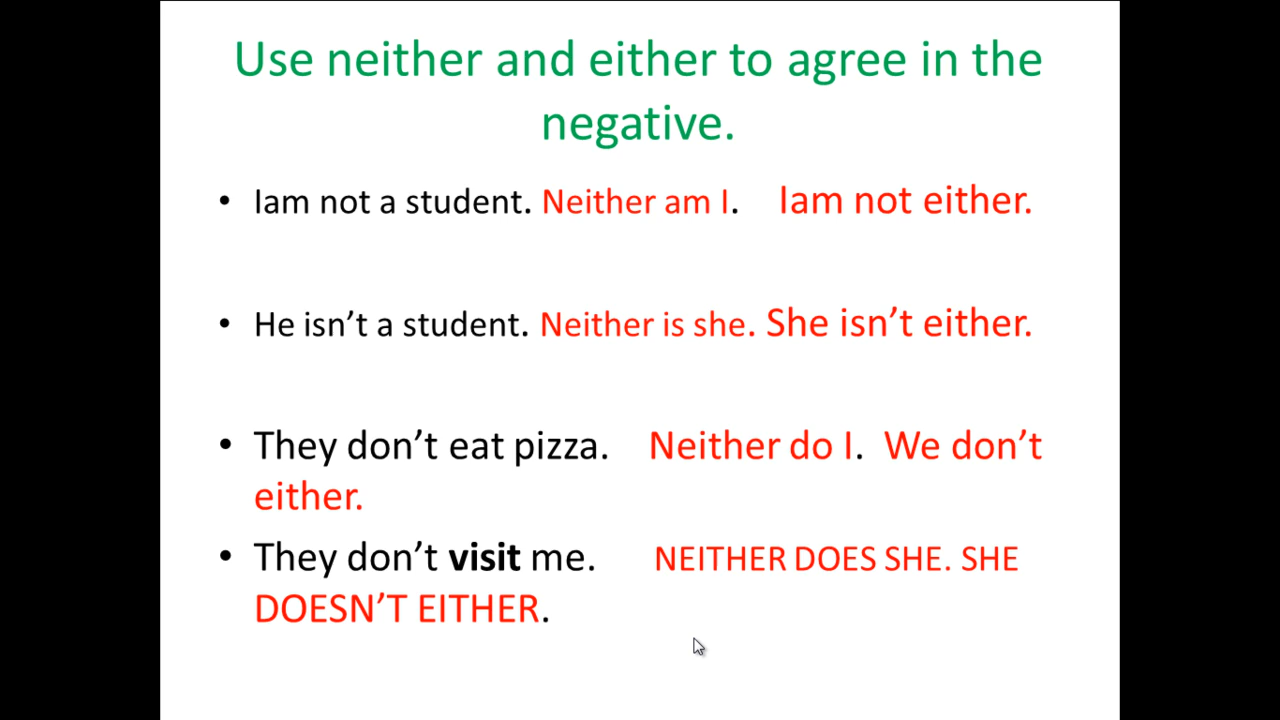 Use neither and either to agree in the
negative.
• Iam not a student. Neither am I. Iam not either.
• He isn’t a student. Neither is she. She isn’t either.
• They don’t eat pizza. Neither do I. We don’t
either.
• They don’t visit me. NEITHER DOES SHE. SHE
DOESN’T EITHER.